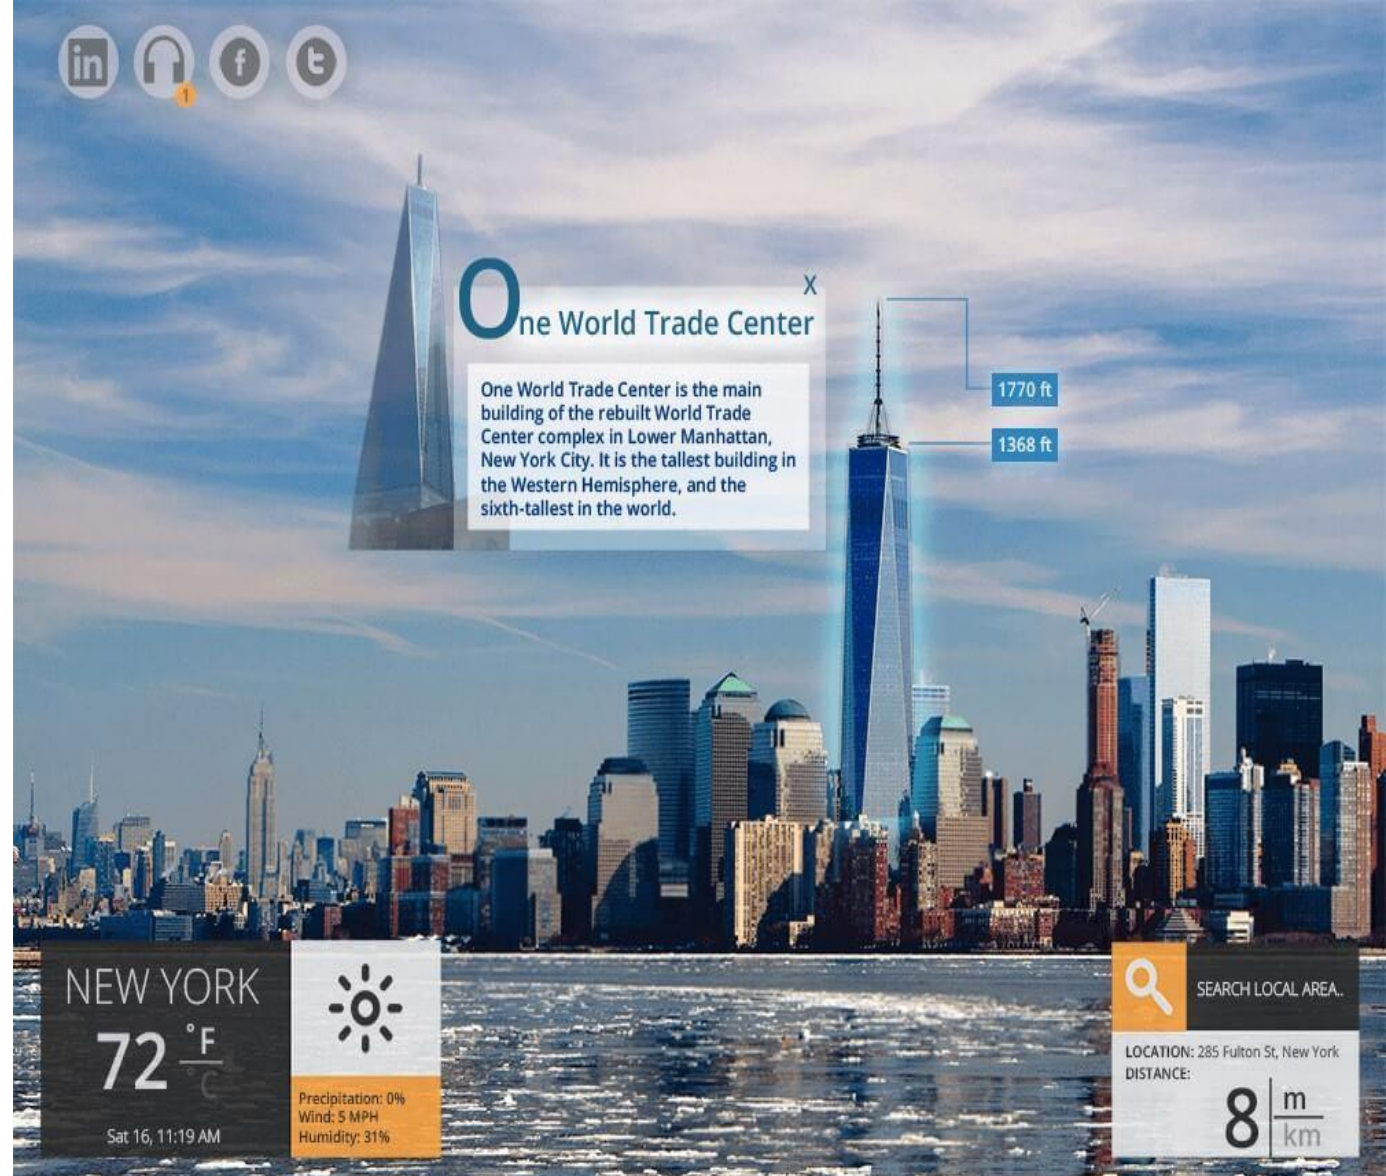 in
1
f
t
One World Trade Center
X
One World Trade Center is the main
building of the rebuilt World Trade
Center complex in Lower Manhattan,
New York City. It is the tallest building in
the Western Hemisphere, and the
sixth-tallest in the world.
1770 ft
1368 ft
NEW YORK
72 °F
°C
Sat 16, 11:19 AM
Precipitation: 0%
Wind: 5 MPH
Humidity: 31%
SEARCH LOCAL AREA..
LOCATION: 285 Fulton St, New York
DISTANCE:
8 m
km